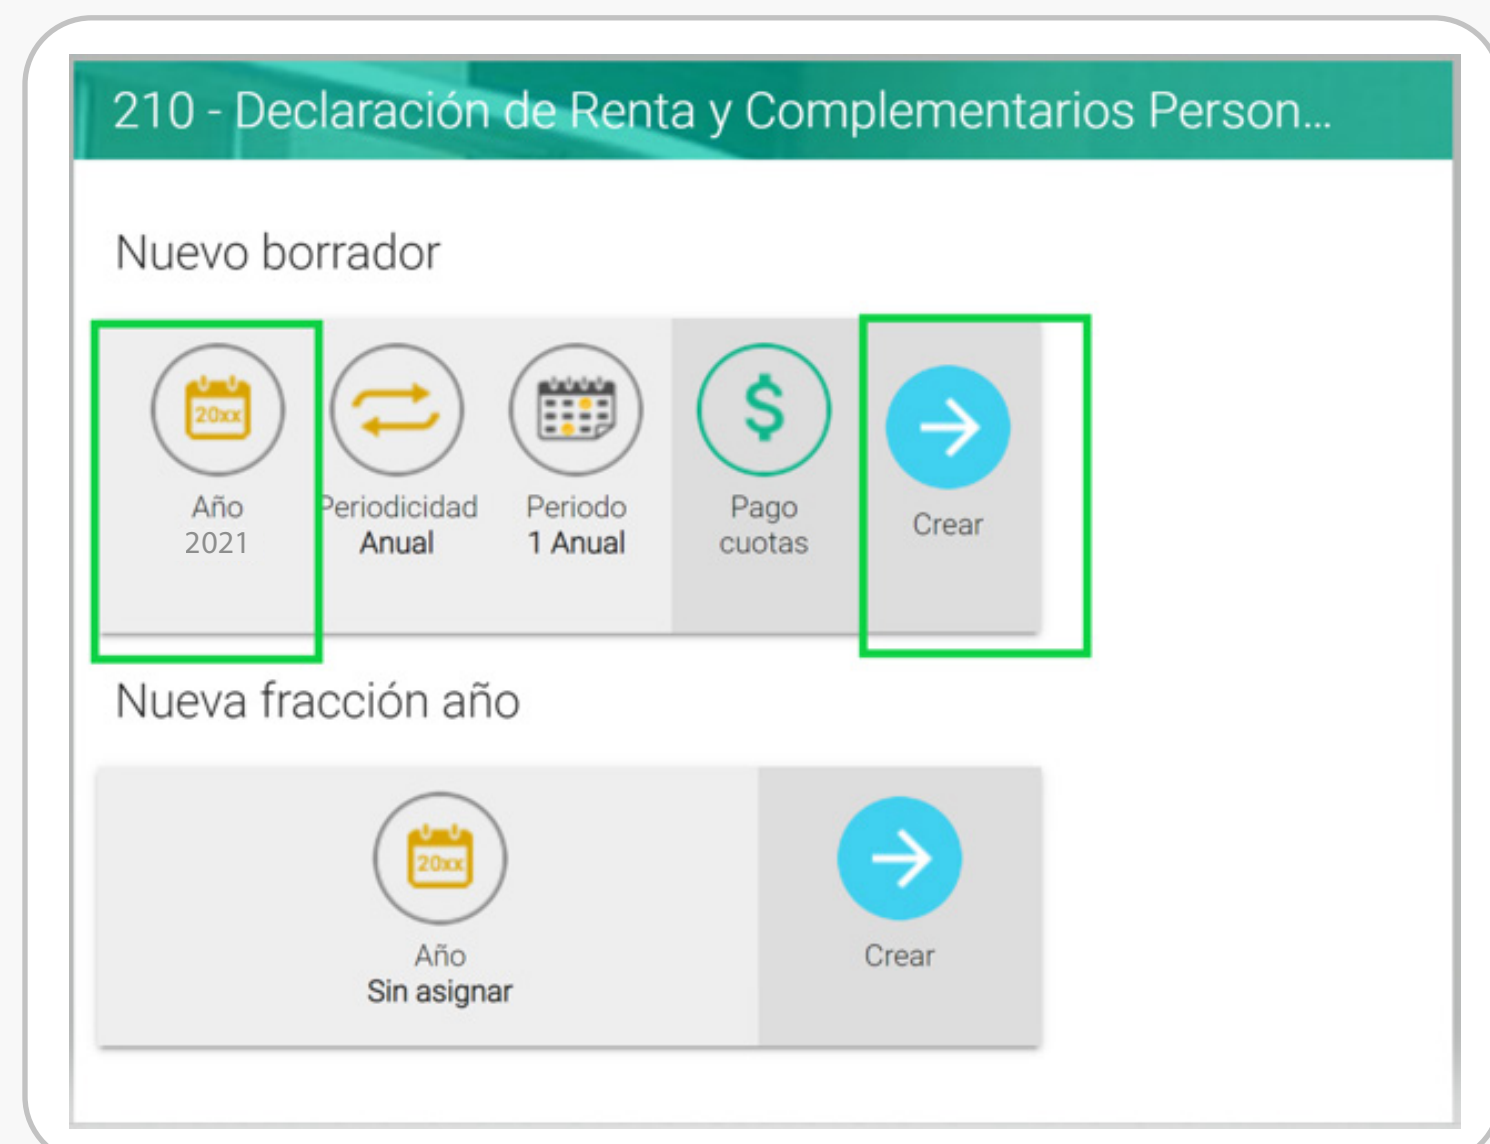 210 - Declaración de Renta y Complementarios Person...
Nuevo borrador
20xx
Año
2021
Periodicidad
Anual
Periodo
1 Anual
$
Pago
cuotas
Crear
Nueva fracción año
20xx
Año
Sin asignar
Crear